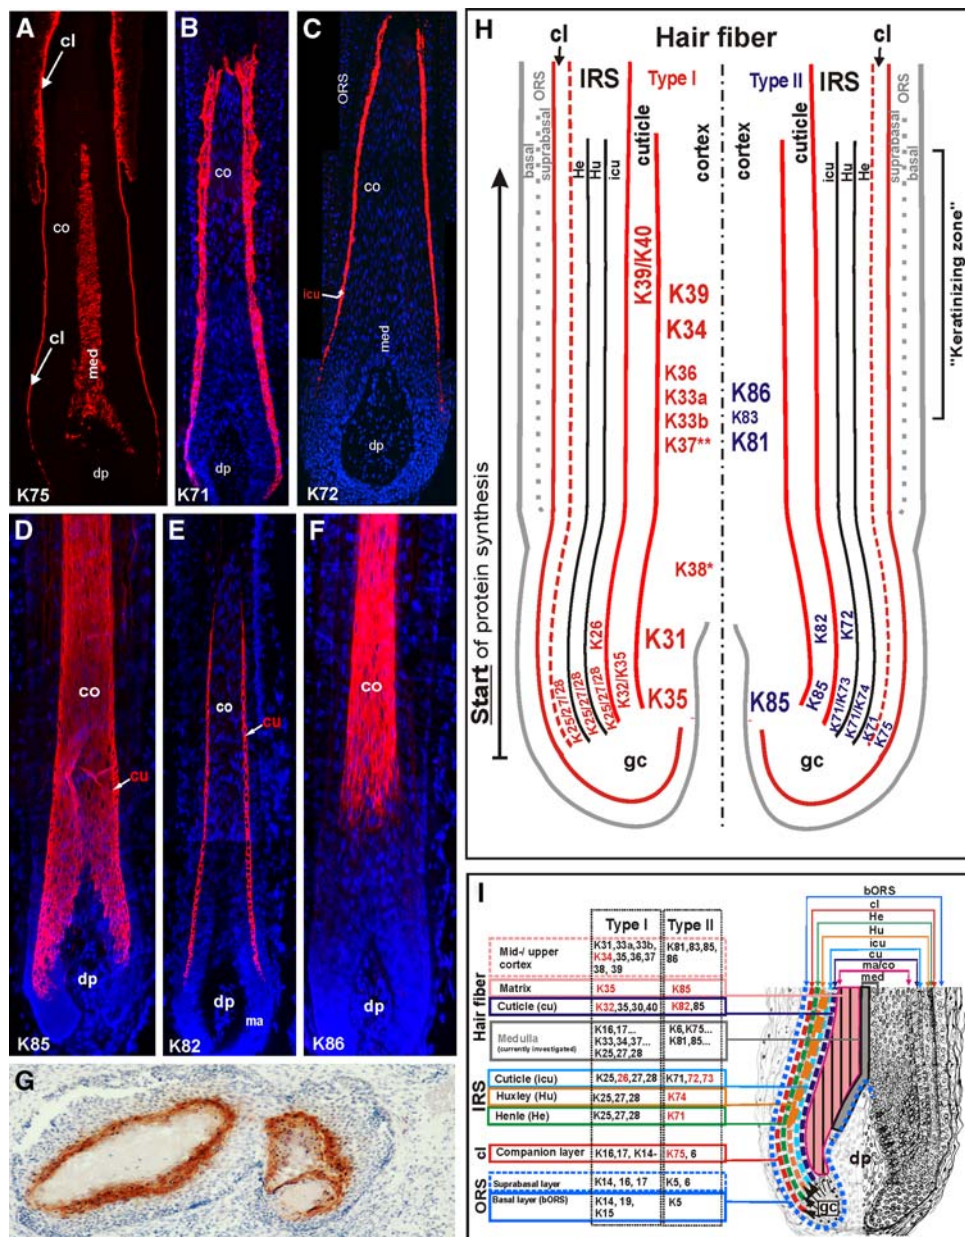 A
cl
co
cl
med
dp
K75
B
co
dp
K71
C
ORS
co
icu
med
dp
K72
D
co
cu
dp
K85
E
co
cu
ma
K82
F
co
dp
K86
G
H
cl
Hair fiber
cl
IRS
Type I
Type II
IRS
ORS
suprabasal
basal
He
Hu
icu
cuticle
cortex
cortex
cuticle
icu
Hu
He
ORS
suprabasal
basal
"Keratinizing zone"
Start of protein synthesis
K39/K40
K39
K34
K36
K33a
K33b
K37**
K86
K83
K81
K38*
K26
K31
K32/K35
K35
K25/27/28
K25/27/28
K25/27/28
K82
K72
K85
K85
K71/K73
K71/K74
K71
K75
gc
gc
I
bORS
cl
He
Hu
icu
cu
ma/co
med
Type I
Type II
Hair fiber
Mid-/ upper
cortex
K31,33a,33b,
K34,35,36,37
38, 39
K81,83,85,
86
Matrix
K35
K85
Cuticle (cu)
K32,35,30,40
K82,85
Medulla
(currently investigated)
K16,17...
K33,34,37...
K25,27,28
K6,K75...
K81,85...
IRS
Cuticle (icu)
K25,26,27,28
K71,72,73
Huxley (Hu)
K25,27,28
K74
Henle (He)
K25,27,28
K71
cl
Companion layer
K16,17, K14-
K75, 6
ORS
Suprabasal layer
K14, 16, 17
K5, 6
Basal layer (bORS)
K14, 19,
K15
K5
dp
gc